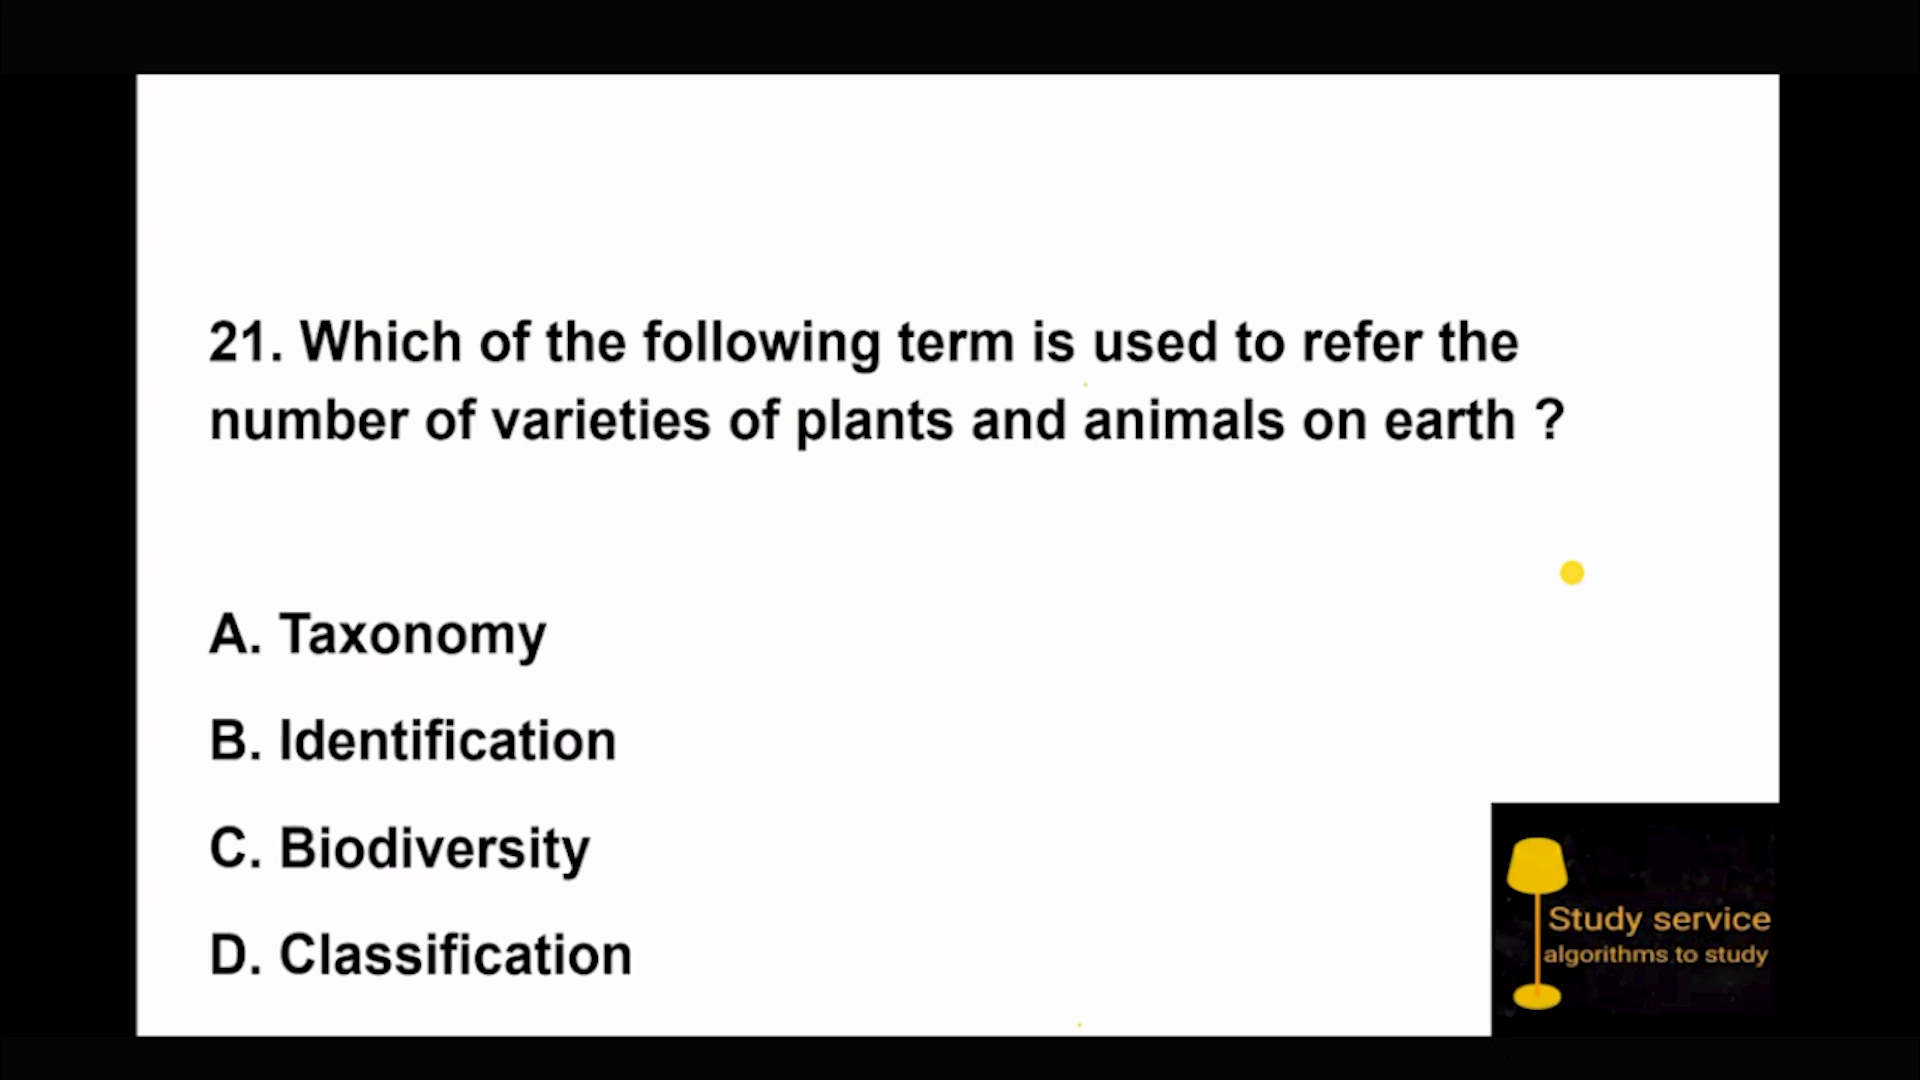 21. Which of the following term is used to refer the
number of varieties of plants and animals on earth ?
A. Taxonomy
B. Identification
C. Biodiversity
D. Classification
Study service
algorithms to study